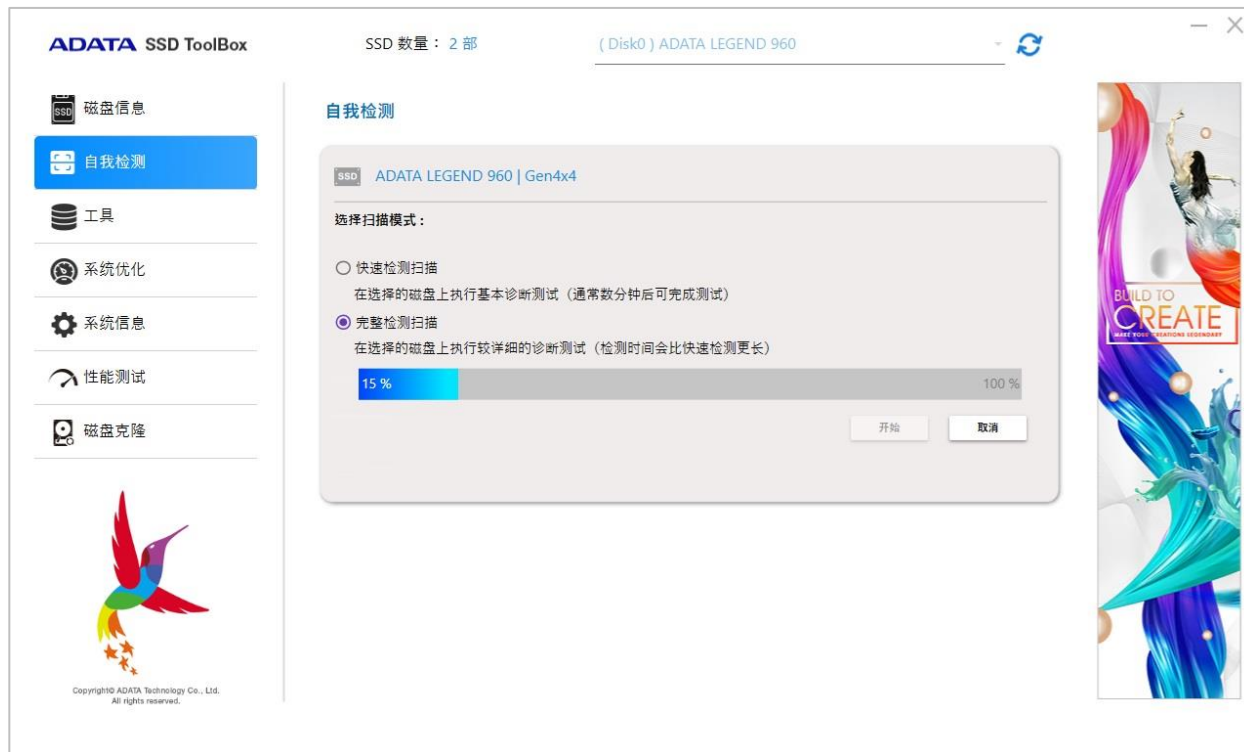 ADATA SSD ToolBox
SSD 数量： 2 部
( Disk0 ) ADATA LEGEND 960
SSD 磁盘信息
自我检测
工具
系统优化
系统信息
性能测试
磁盘克隆
Copyright© ADATA Technology Co., Ltd.
All rights reserved.
自我检测
SSD ADATA LEGEND 960 | Gen4x4
选择扫描模式：
快速检测扫描
在选择的磁盘上执行基本诊断测试（通常数分钟后可完成测试）
完整检测扫描
在选择的磁盘上执行较详细的诊断测试（检测时间会比快速检测更长）
15 % 100 %
开始 取消
BUILD TO
CREATE
MAKE YOUR CREATIONS LEGENDARY